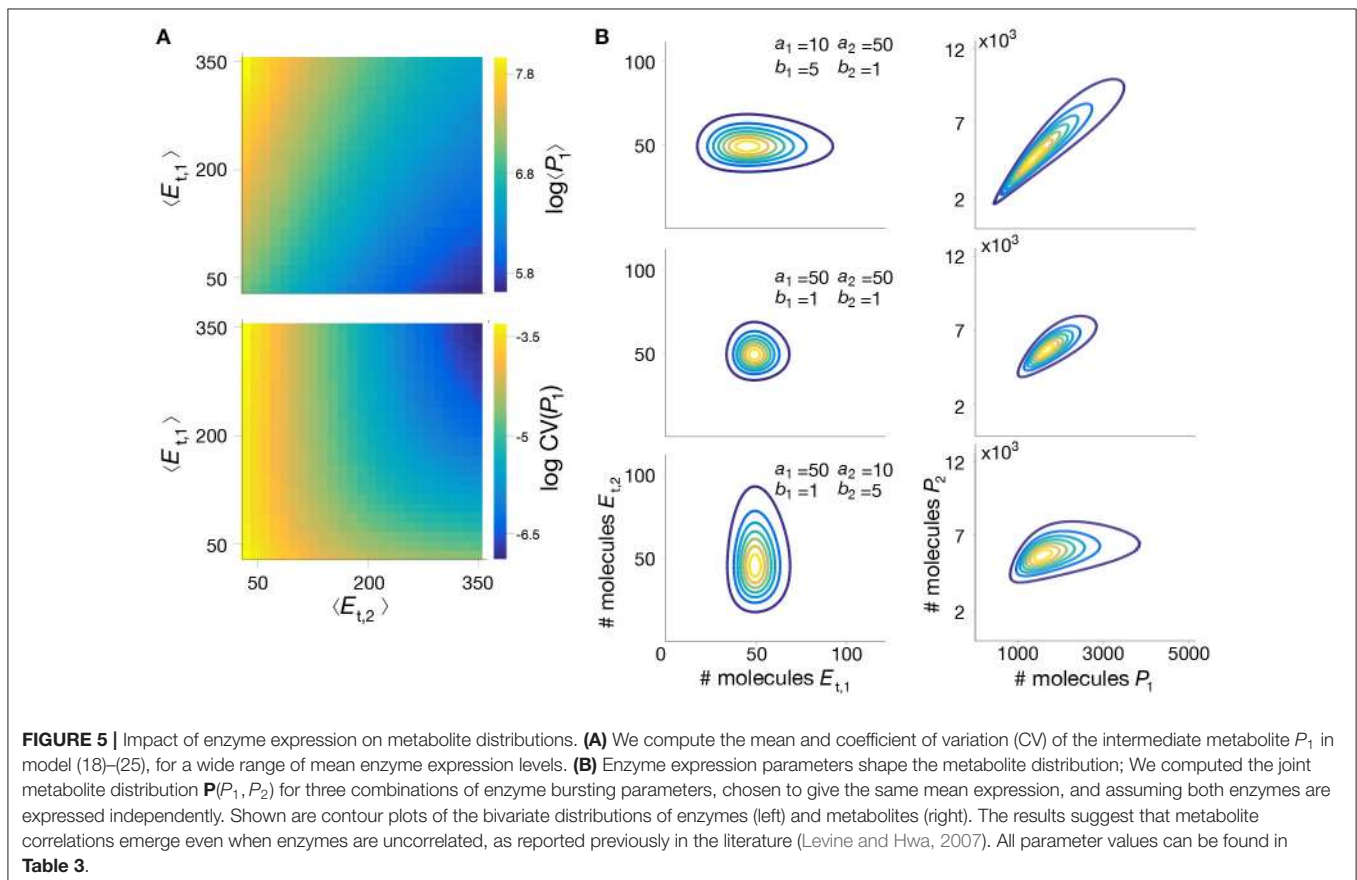 A
350
200
50
⟨E_t,1⟩
7.8
6.8
5.8
log⟨P_1⟩
350
200
50
⟨E_t,1⟩
50
200
350
⟨E_t,2⟩
-3.5
-5
-6.5
log CV(P_1)
B
100
50
a_1 =10 a_2 =50
b_1 =5 b_2 =1
x10³
12
7
2
100
50
a_1 =50 a_2 =50
b_1 =1 b_2 =1
x10³
12
7
2
# molecules E_t,2
100
50
0
50
100
# molecules E_t,1
a_1 =50 a_2 =10
b_1 =1 b_2 =5
# molecules P_2
x10³
12
7
2
1000
3000
5000
# molecules P_1
FIGURE 5 | Impact of enzyme expression on metabolite distributions. (A) We compute the mean and coefficient of variation (CV) of the intermediate metabolite P_1 in
model (18)–(25), for a wide range of mean enzyme expression levels. (B) Enzyme expression parameters shape the metabolite distribution; We computed the joint
metabolite distribution P(P_1, P_2) for three combinations of enzyme bursting parameters, chosen to give the same mean expression, and assuming both enzymes are
expressed independently. Shown are contour plots of the bivariate distributions of enzymes (left) and metabolites (right). The results suggest that metabolite
correlations emerge even when enzymes are uncorrelated, as reported previously in the literature (Levine and Hwa, 2007). All parameter values can be found in
Table 3.